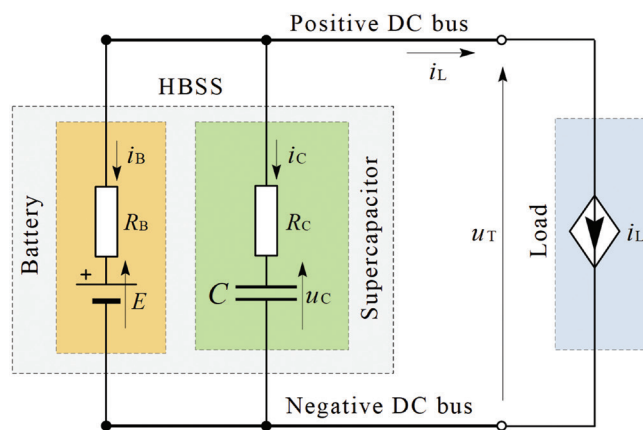 Positive DC bus
i_L
HBSS
Battery
i_B
R_B
+
E
i_C
R_C
C
u_C
Supercapacitor
u_T
Load
i_L
Negative DC bus